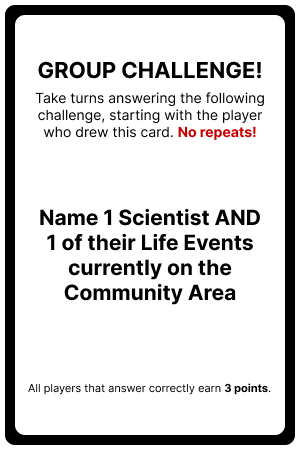 GROUP CHALLENGE!
Take turns answering the following
challenge, starting with the player
who drew this card. No repeats!
Name 1 Scientist AND
1 of their Life Events
currently on the
Community Area
All players that answer correctly earn 3 points.